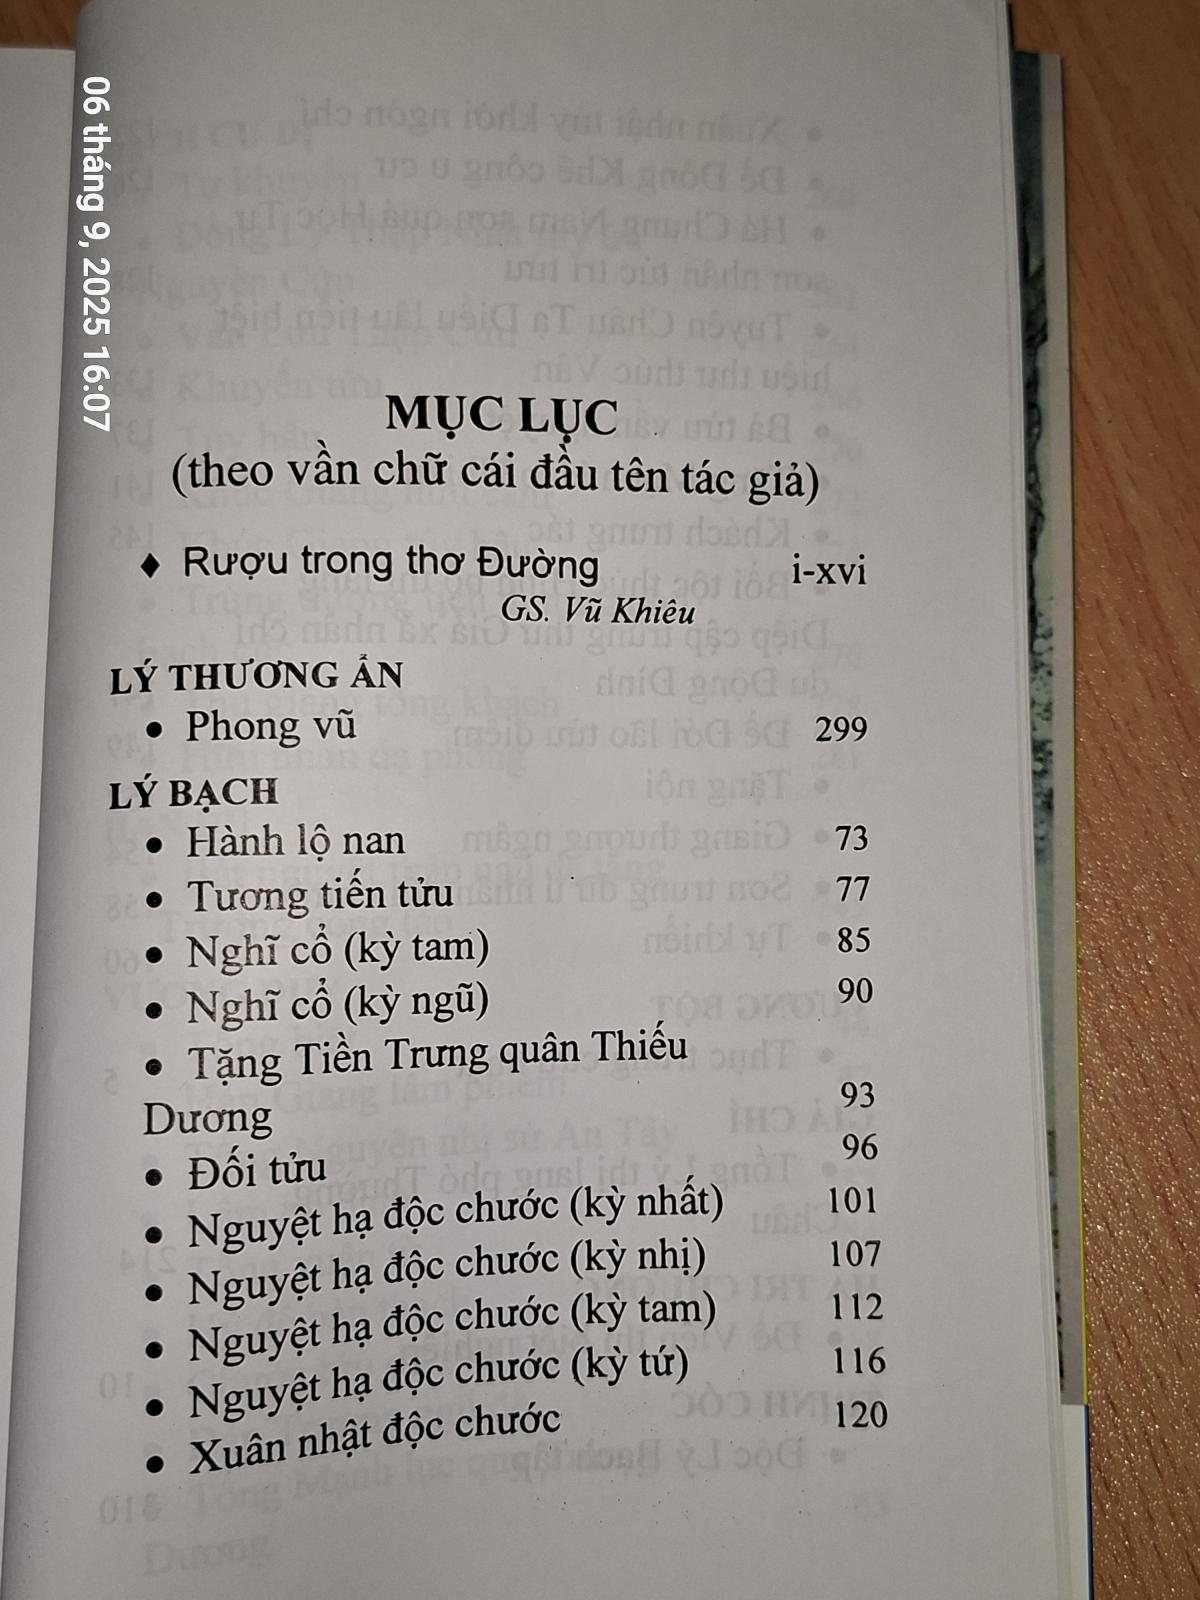 06 tháng 9, 2025 16:07
MỤC LỤC
(theo vần chữ cái đầu tên tác giả)
♦ Rượu trong thơ Đường i-xvi
GS. Vũ Khiêu
LÝ THƯƠNG ẨN
• Phong vũ 299
LÝ BẠCH
• Hành lộ nan 73
• Tương tiến tửu 77
• Nghĩ cổ (kỳ tam) 85
• Nghĩ cổ (kỳ ngũ) 90
• Tặng Tiền Trưng quân Thiếu
Dương 93
• Đối tửu 96
• Nguyệt hạ độc chước (kỳ nhất) 101
• Nguyệt hạ độc chước (kỳ nhị) 107
• Nguyệt hạ độc chước (kỳ tam) 112
• Nguyệt hạ độc chước (kỳ tứ) 116
• Xuân nhật độc chước 120